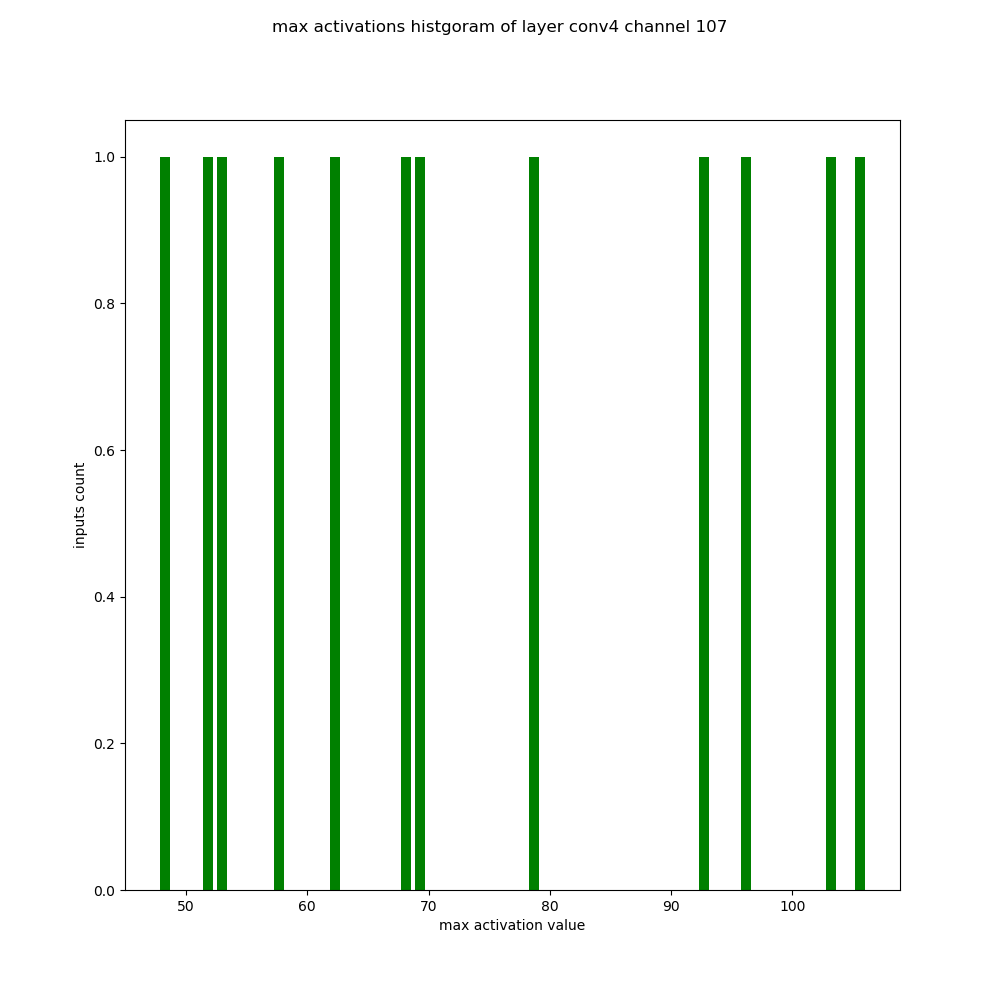 max activations histgoram of layer conv4 channel 107
1.0
0.8
0.6
0.4
0.2
0.0
inputs count
50 60 70 80 90 100
max activation value